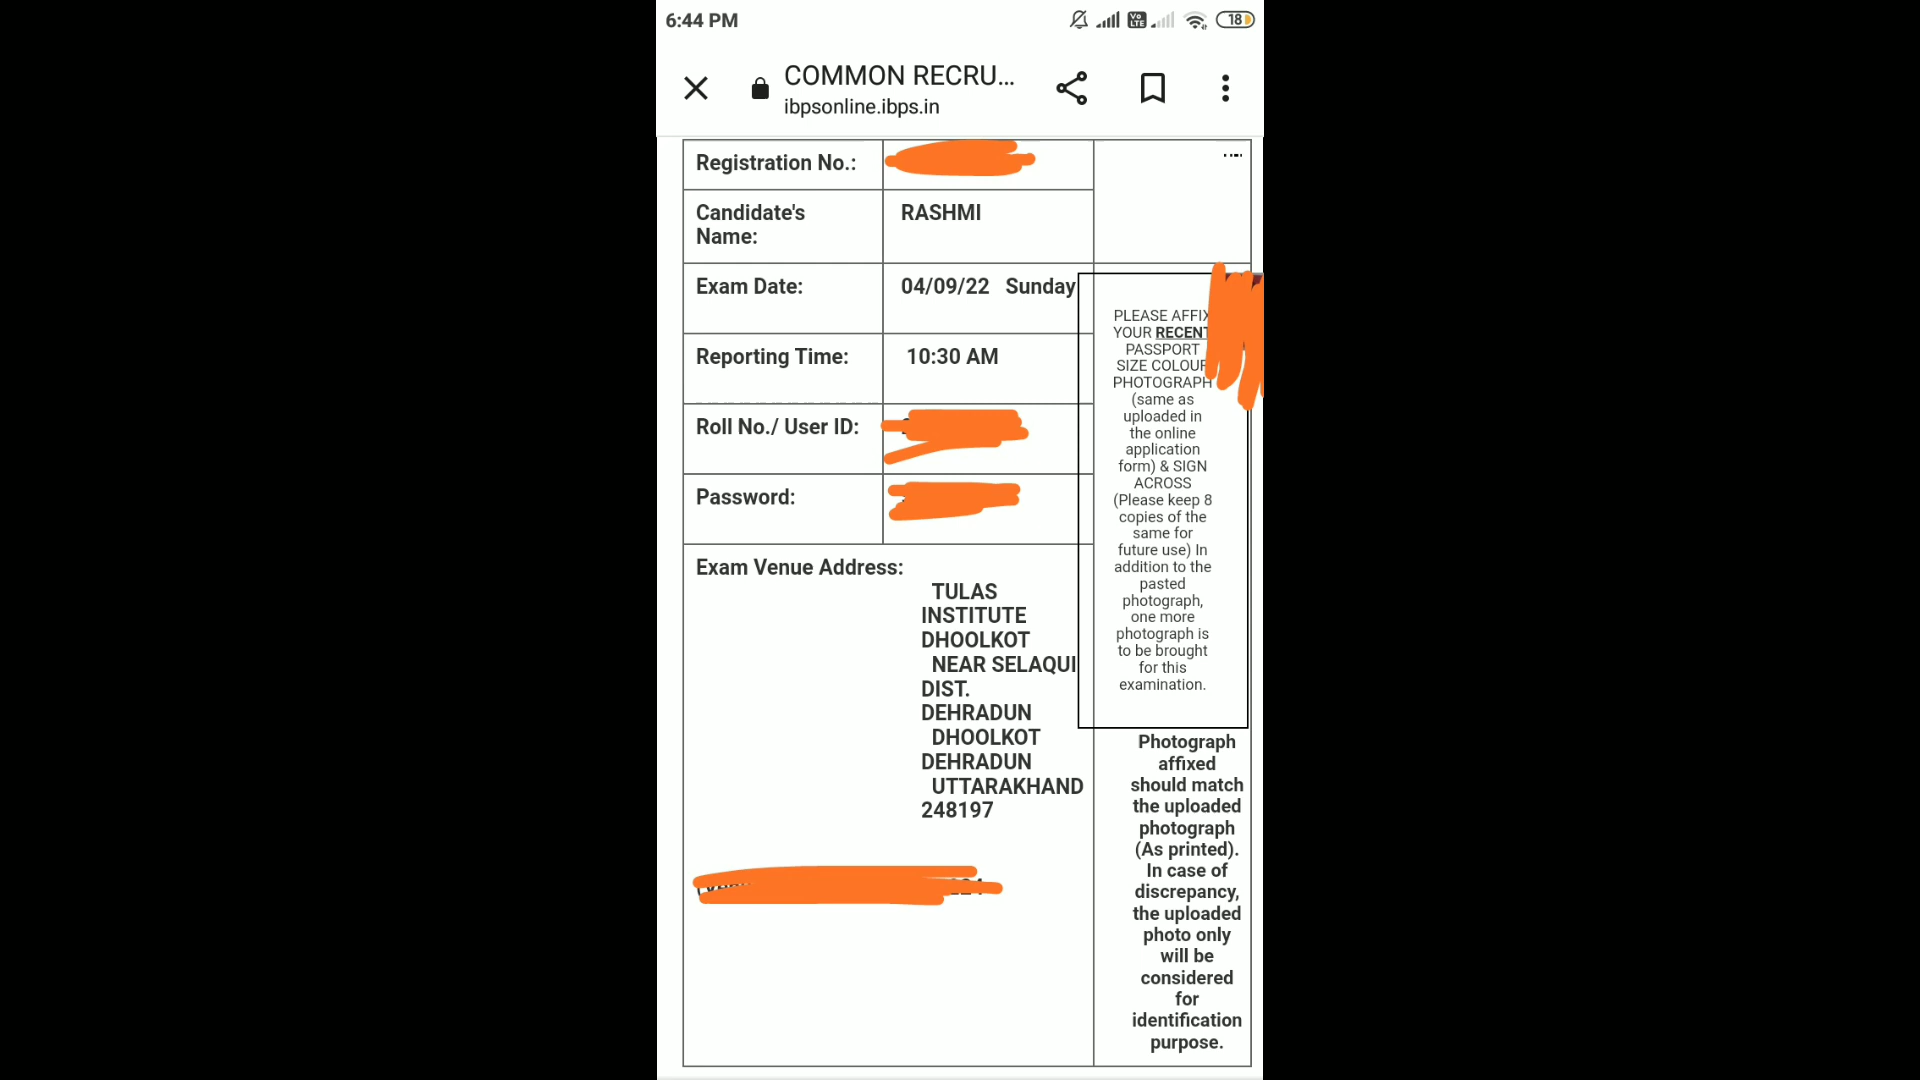 6:44 PM
Vo LTE
18
COMMON RECRU...
ibpsonline.ibps.in
Registration No.:
Candidate's
Name:
RASHMI
Exam Date:
04/09/22 Sunday
Reporting Time:
10:30 AM
Roll No./ User ID:
Password:
Exam Venue Address:
TULAS
INSTITUTE
DHOOLKOT
NEAR SELAQUI
DIST.
DEHRADUN
DHOOLKOT
DEHRADUN
UTTARAKHAND
248197
PLEASE AFFIX
YOUR RECENT
PASSPORT
SIZE COLOUR
PHOTOGRAPH
(same as
uploaded in
the online
application
form) & SIGN
ACROSS
(Please keep 8
copies of the
same for
future use) In
addition to the
pasted
photograph,
one more
photograph is
to be brought
for this
examination.
Photograph
affixed
should match
the uploaded
photograph
(As printed).
In case of
discrepancy,
the uploaded
photo only
will be
considered
for
identification
purpose.